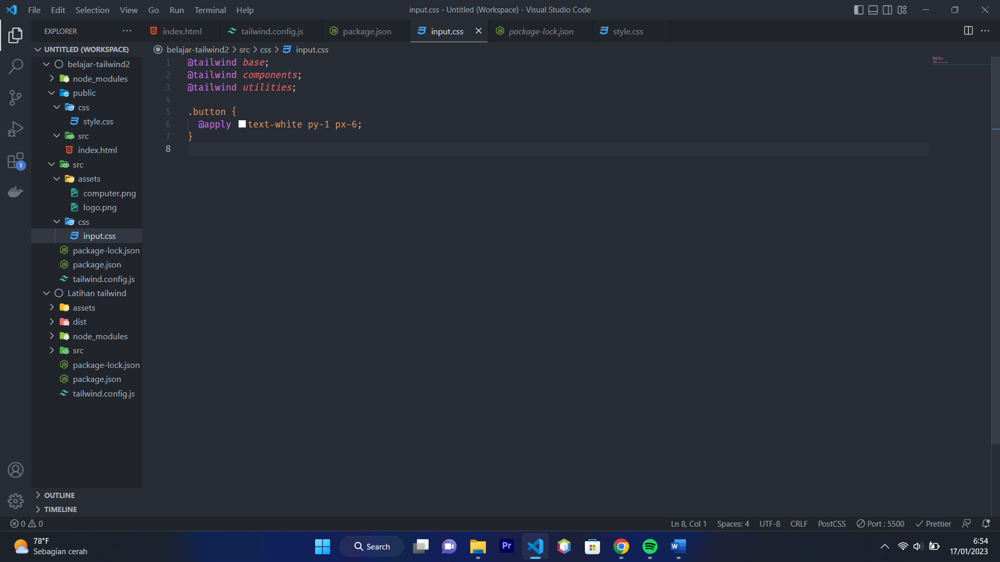 File Edit Selection View Go Run Terminal Help
input.css - Untitled (Workspace) - Visual Studio Code
EXPLORER
index.html
tailwind.config.js
package.json
input.css
package-lock.json
style.css
UNTITLED (WORKSPACE)
belajar-tailwind2
node_modules
public
css
style.css
src
index.html
src
assets
computer.png
logo.png
css
input.css
package-lock.json
package.json
tailwind.config.js
Latihan tailwind
assets
dist
node_modules
src
package-lock.json
package.json
tailwind.config.js
OUTLINE
TIMELINE
1
belajar-tailwind2 > src > css > input.css
1 @tailwind base;
2 @tailwind components;
3 @tailwind utilities;
4
5 .button {
6 @apply text-white py-1 px-6;
7 }
8
0 0
Ln 8, Col 1
Spaces: 4
UTF-8
CRLF
PostCSS
Port : 5500
Prettier
78°F
Sebagian cerah
Search
Pr
W
6:54
17/01/2023